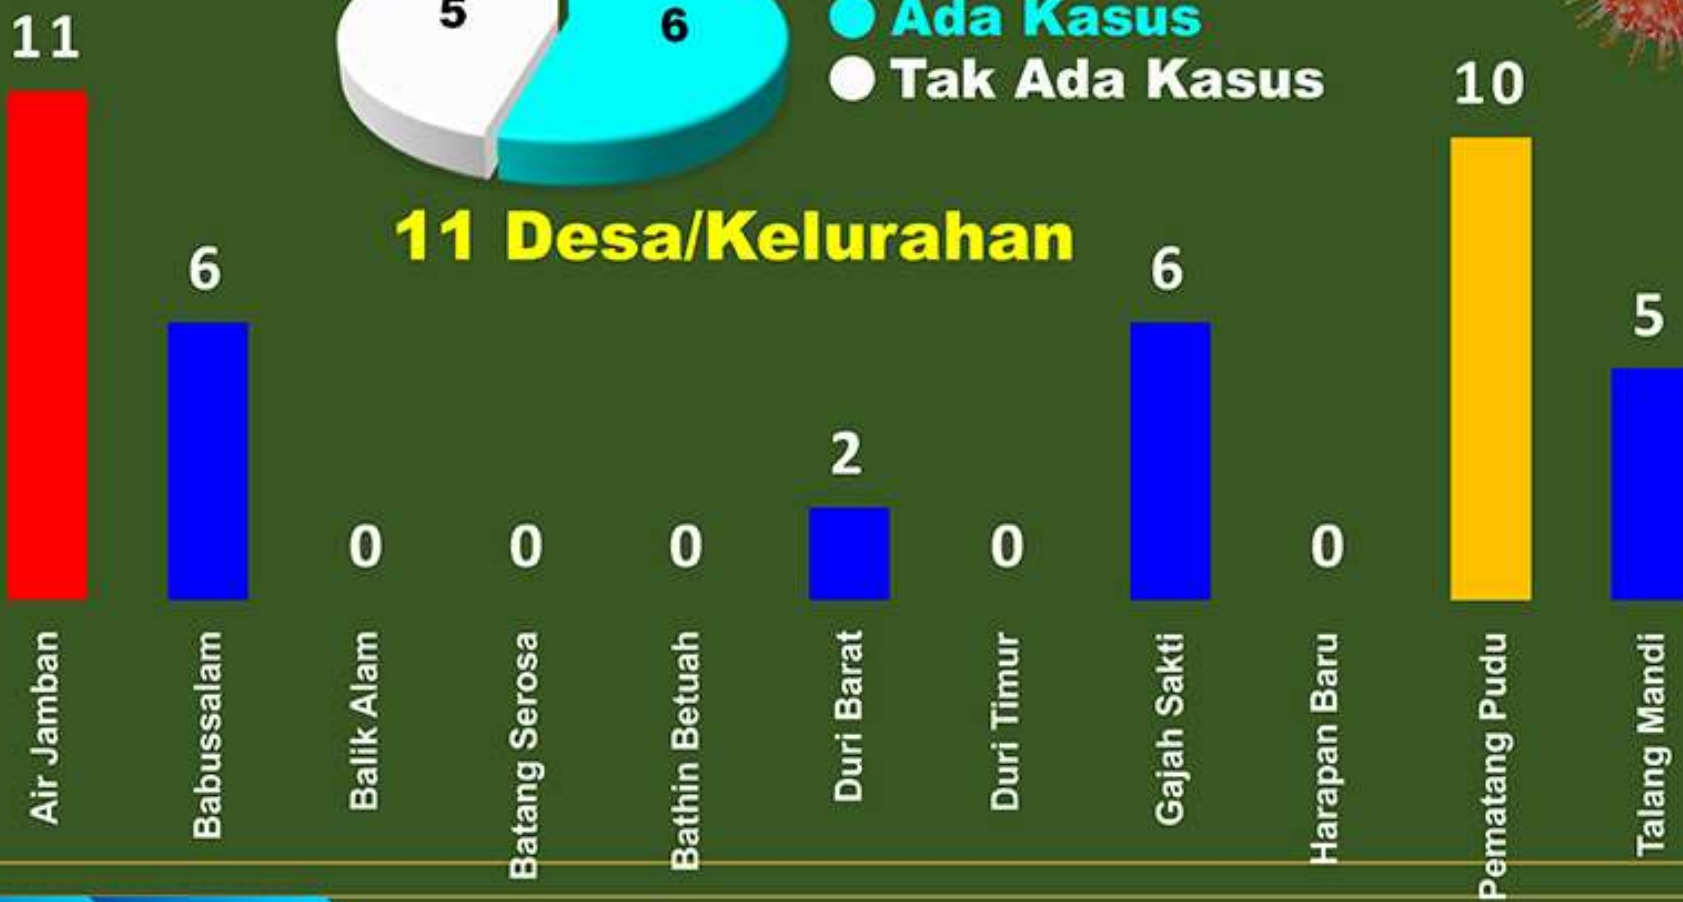 5
6
Ada Kasus
Tak Ada Kasus
11 Desa/Kelurahan
11
6
0
0
0
2
0
6
0
10
5
Air Jamban
Babussalam
Balik Alam
Batang Serosa
Bathin Betuah
Duri Barat
Duri Timur
Gajah Sakti
Harapan Baru
Pematang Pudu
Talang Mandi